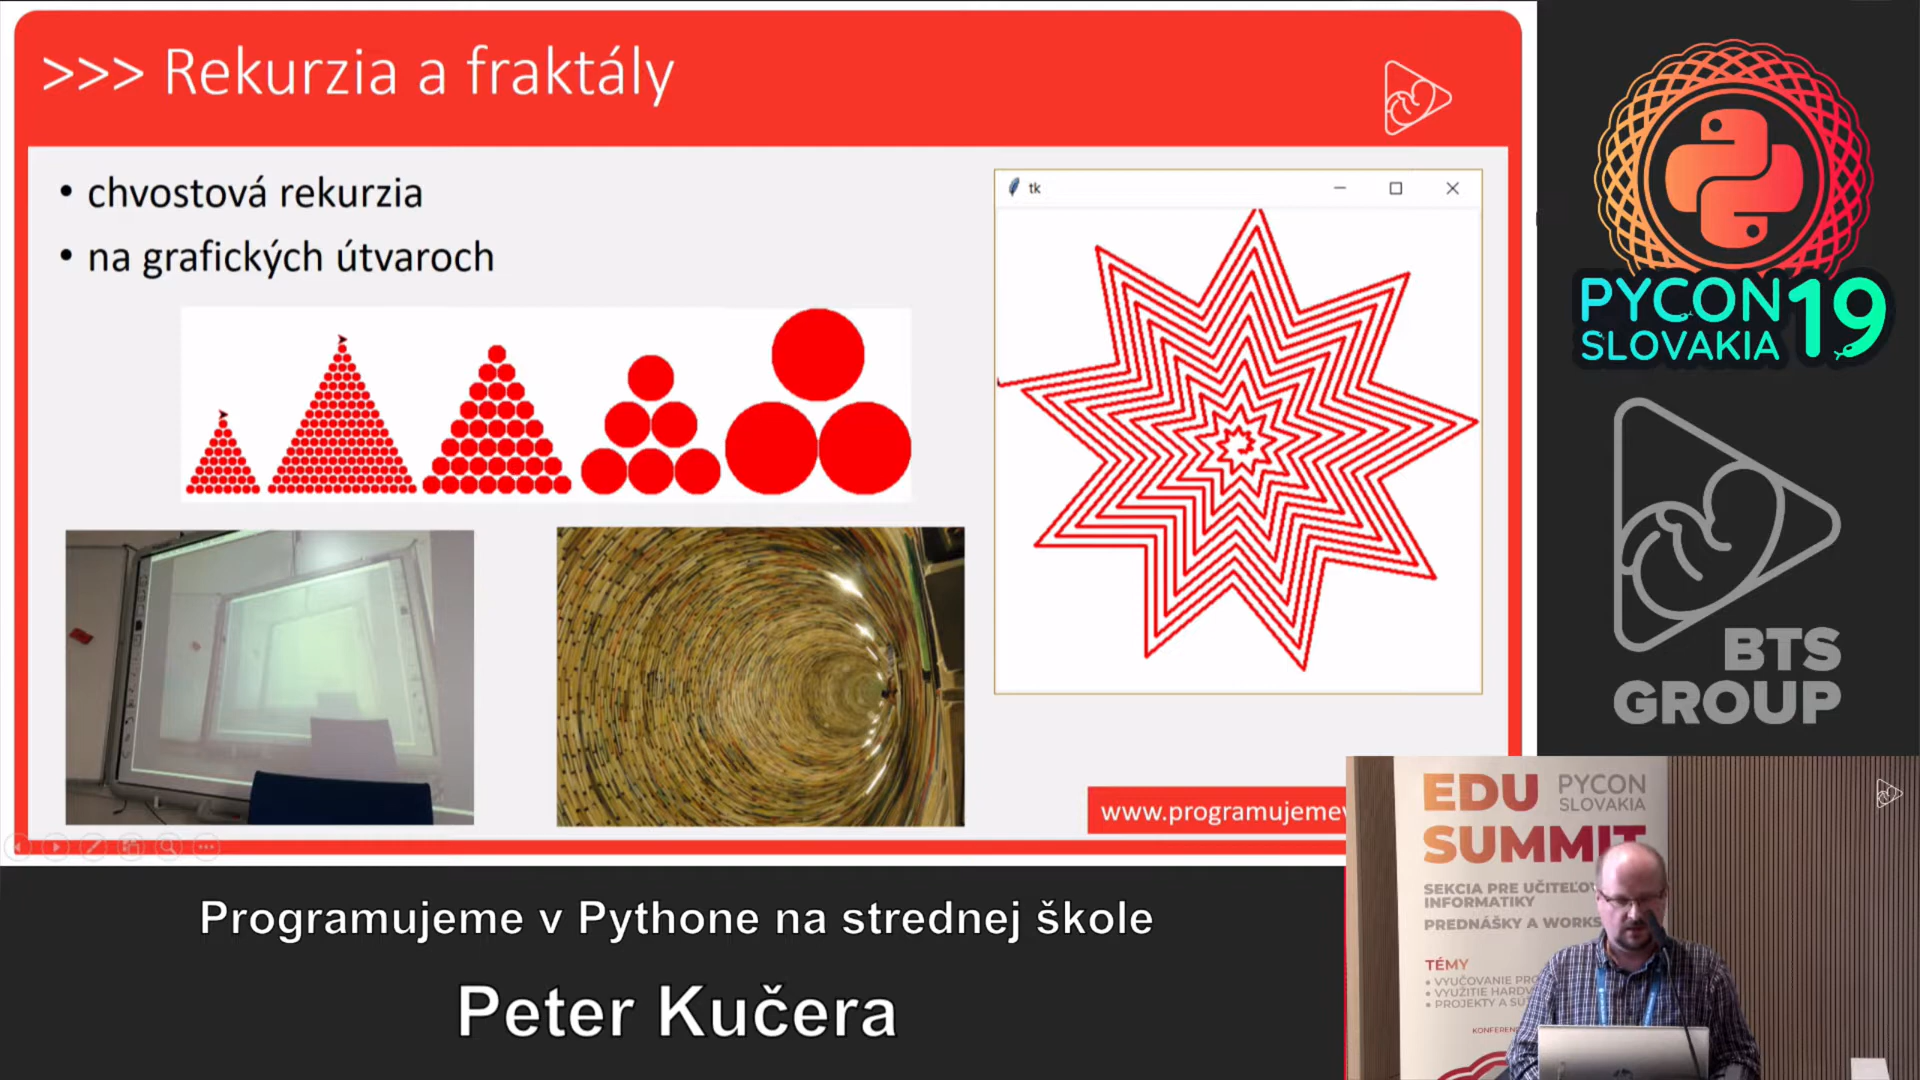 >>> Rekurzia a fraktály
• chvostová rekurzia
• na grafických útvaroch
tk
www.programujeme
PYCON 19
SLOVAKIA
BTS
GROUP
EDU PYCON
SLOVAKIA
SUMMIT
SEKCIA PRE
INFORMATIKY
PREDNÁŠKY A
TÉMY
Programujeme v Pythone na strednej škole
Peter Kučera